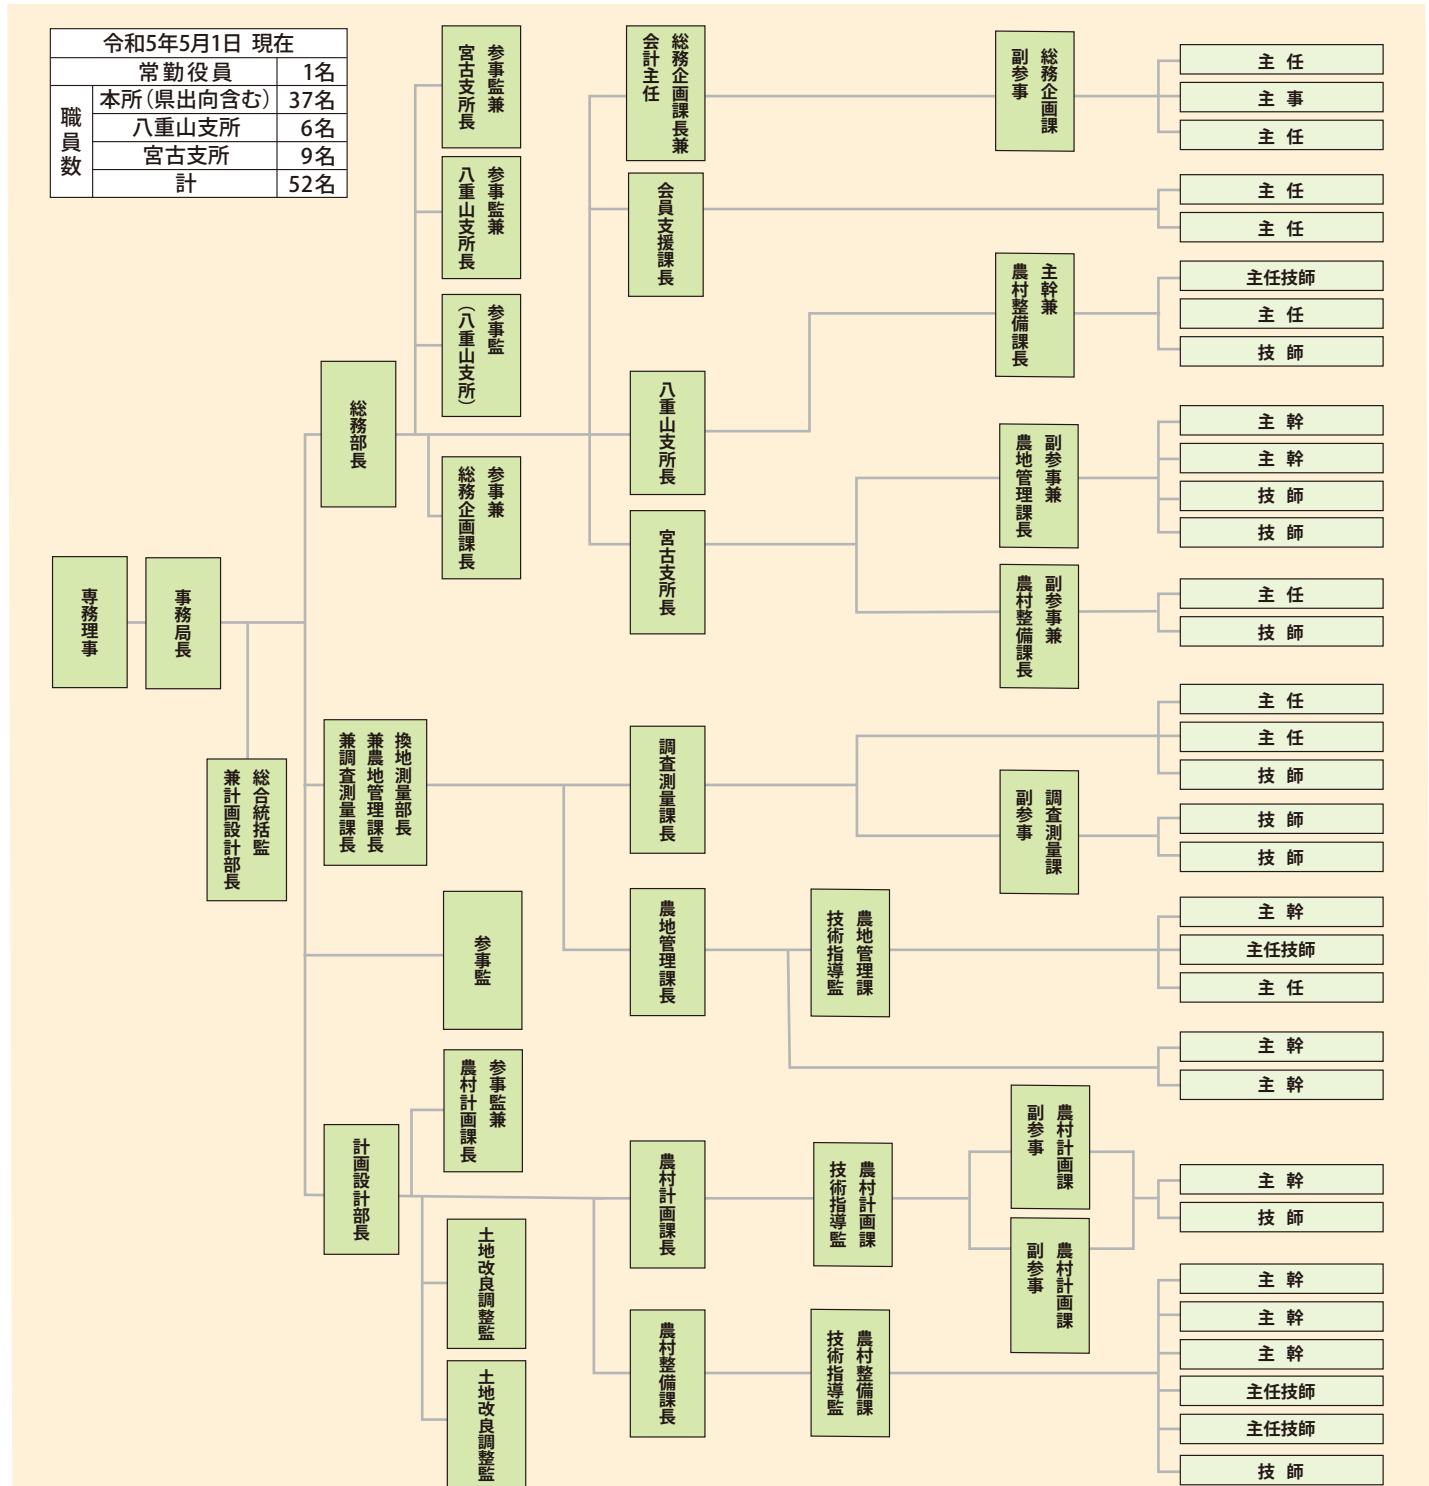 令和5年5月1日 現在
常勤役員 1名
職員数
本所（県出向含む） 37名
八重山支所 6名
宮古支所 9名
計 52名
専務理事
事務局長
総合統括監
兼計画設計部長
総務部長
参事監兼
宮古支所長
参事監兼
八重山支所長
参事監
（八重山支所）
参事兼
総務企画課長
総務企画課長兼
会計主任
総務企画課
副参事
主任
主事
主任
会員支援課長
主任
主任
八重山支所長
主幹兼
農村整備課長
主任技師
主任
技師
宮古支所長
副参事兼
農地管理課長
主幹
主幹
技師
技師
副参事兼
農村整備課長
主任
技師
換地測量部長
兼農地管理課長
兼調査測量課長
調査測量課長
主任
主任
技師
調査測量課
副参事
技師
技師
農地管理課長
農地管理課
技術指導監
主幹
主任技師
主任
主幹
主幹
参事監
計画設計部長
参事監兼
農村計画課長
土地改良調整監
土地改良調整監
農村計画課長
農村計画課
技術指導監
農村計画課
副参事
農村計画課
副参事
主幹
技師
農村整備課長
農村整備課
技術指導監
主幹
主幹
主幹
主任技師
主任技師
技師